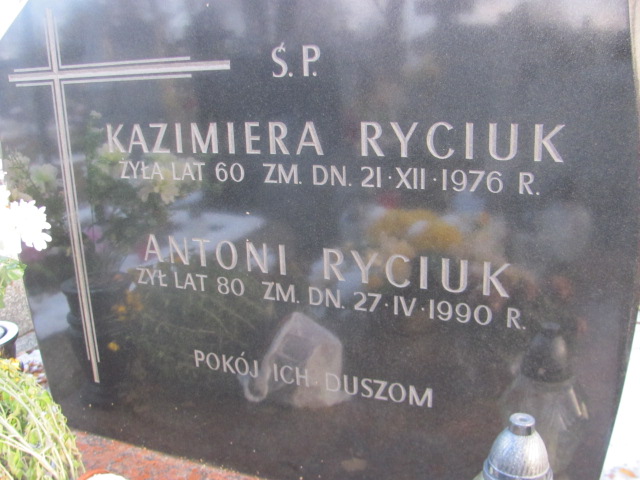 Ś.P.
KAZIMIERA RYCIUK
ŻYŁA LAT 60 ZM. DN. 21·XII·1976 R.
ANTONI RYCIUK
ŻYŁ LAT 80 ZM. DN. 27·IV·1990 R.
POKÓJ ICH DUSZOM